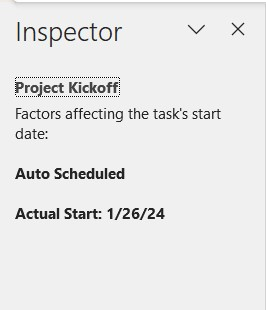 Inspector
Project Kickoff
Factors affecting the task's start
date:
Auto Scheduled
Actual Start: 1/26/24